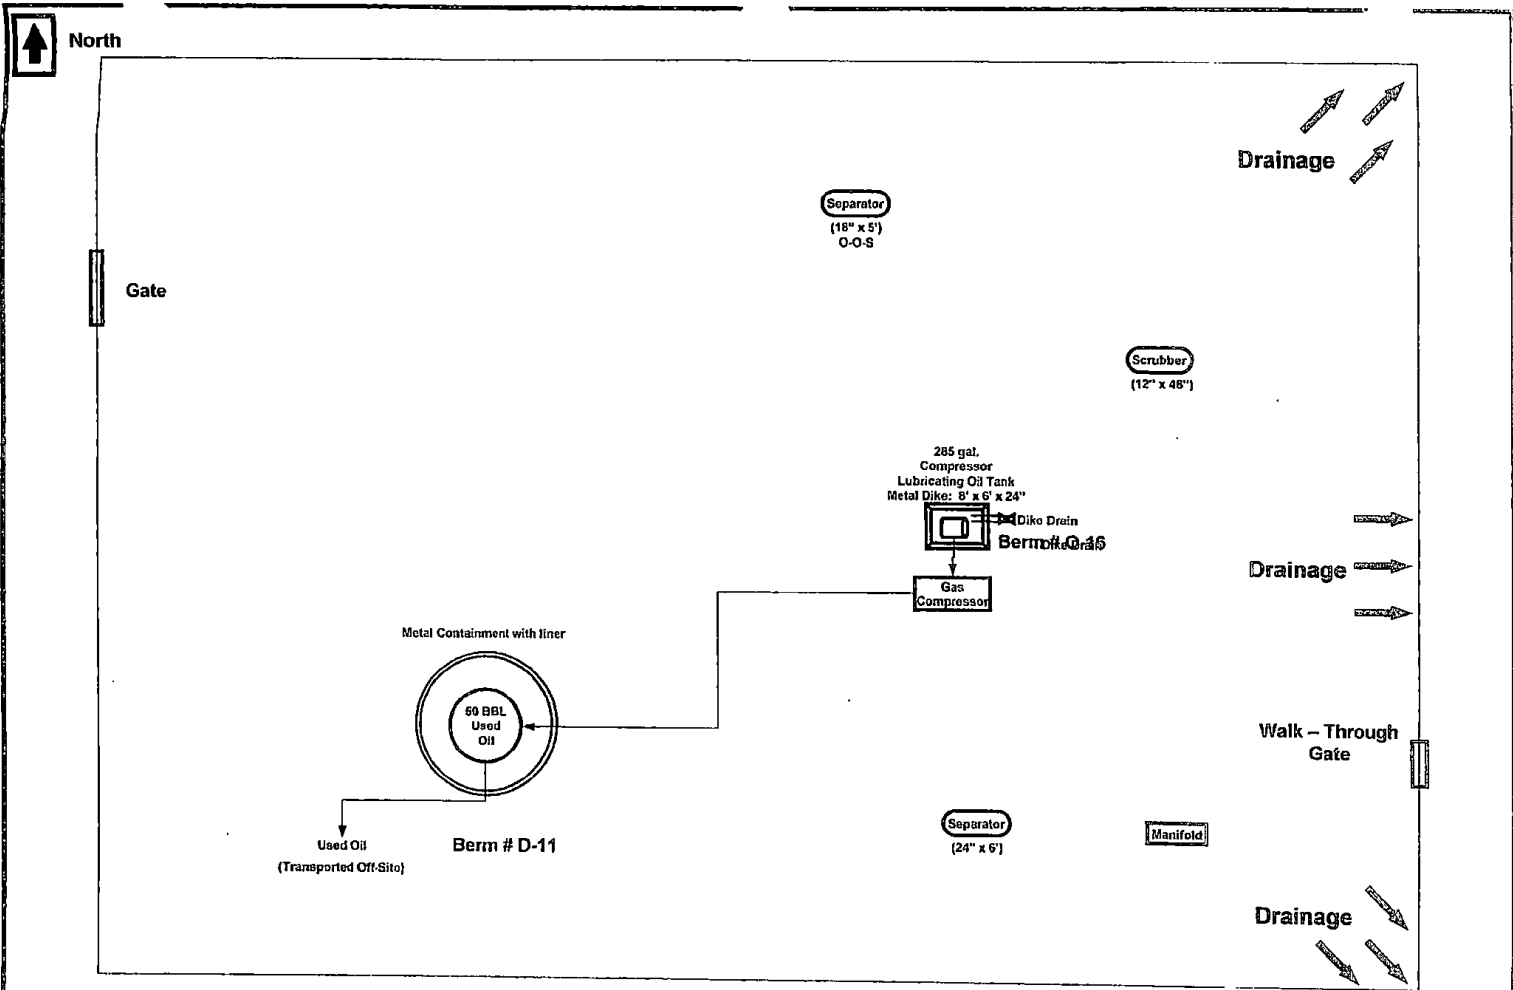 North
Drainage
Separator
(18" x 5')
O-O-S
Gate
Scrubber
(12" x 48")
285 gal.
Compressor
Lubricating Oil Tank
Metal Dike: 8' x 6' x 24"
Dike Drain
Berm #
Drainage
Gas
Compressor
Metal Containment with liner
BBL
Used
Oil
Walk – Through
Gate
Separator
(24" x 6')
Manifold
Used Oil
(Transported Off-Site)
Berm # D-11
Drainage